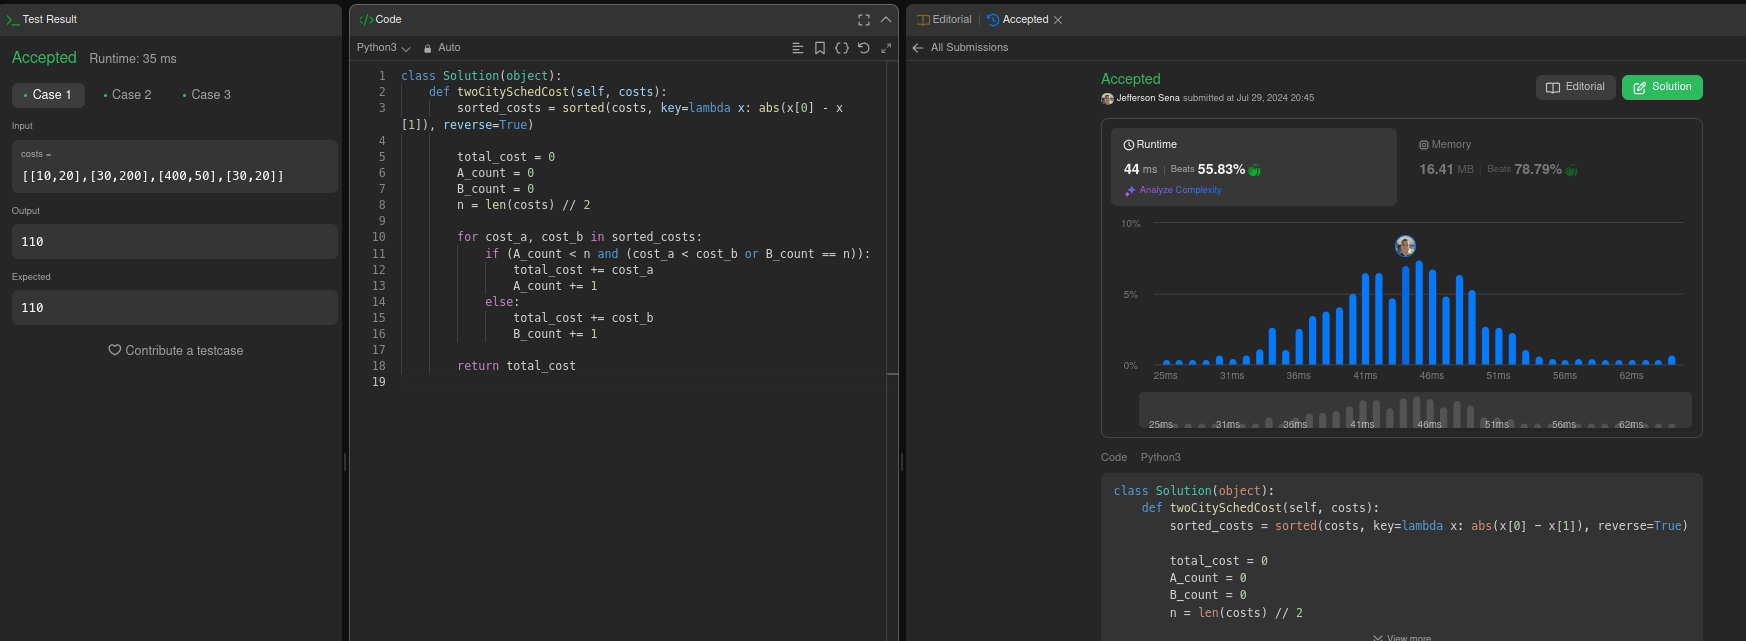 Test Result
Accepted Runtime: 35 ms
Case 1 Case 2 Case 3
Input
costs =
[[10,20],[30,200],[400,50],[30,20]]
Output
110
Expected
110
Contribute a testcase
</>Code
Python3 Auto
1 class Solution(object):
2 def twoCitySchedCost(self, costs):
3 sorted_costs = sorted(costs, key=lambda x: abs(x[0] - x
[1]), reverse=True)
4
5 total_cost = 0
6 A_count = 0
7 B_count = 0
8 n = len(costs) // 2
9
10 for cost_a, cost_b in sorted_costs:
11 if (A_count < n and (cost_a < cost_b or B_count == n)):
12 total_cost += cost_a
13 A_count += 1
14 else:
15 total_cost += cost_b
16 B_count += 1
17
18 return total_cost
19
Editorial Accepted
All Submissions
Accepted
Jefferson Sena submitted at Jul 29, 2024 20:45
Editorial Solution
Runtime
44 ms | Beats 55.83%
Analyze Complexity
Memory
16.41 MB | Beats 78.79%
10%
5%
0%
25ms 31ms 36ms 41ms 46ms 51ms 56ms 62ms
25ms 31ms 36ms 41ms 46ms 51ms 56ms 62ms
Code Python3
class Solution(object):
def twoCitySchedCost(self, costs):
sorted_costs = sorted(costs, key=lambda x: abs(x[0] - x[1]), reverse=True)
total_cost = 0
A_count = 0
B_count = 0
n = len(costs) // 2
View more